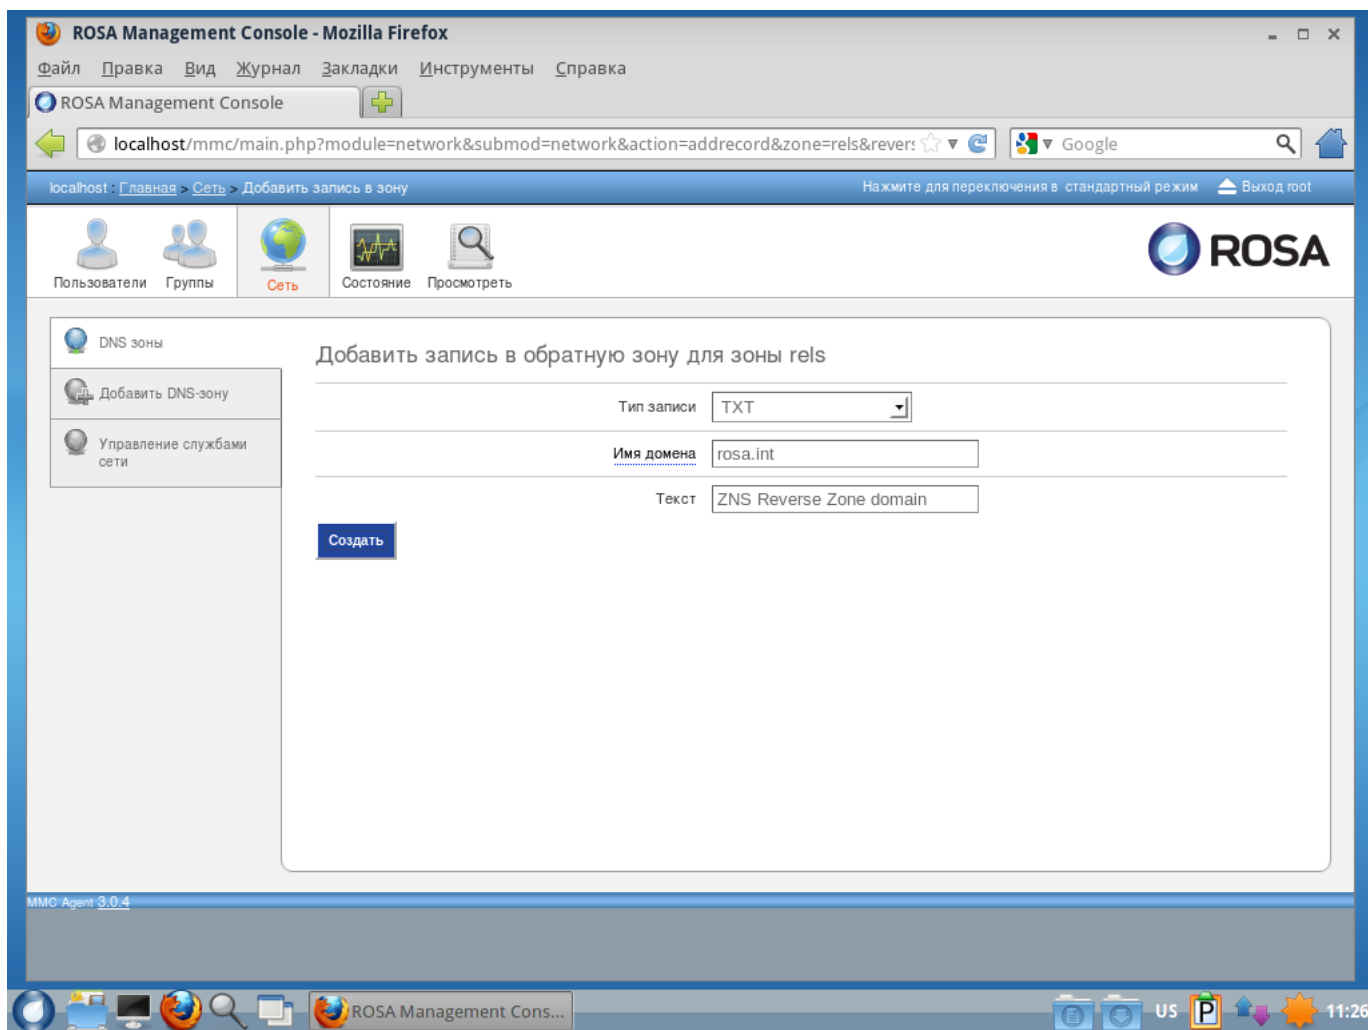 ROSA Management Console - Mozilla Firefox
Файл Правка Вид Журнал Закладки Инструменты Справка
ROSA Management Console
localhost/mmc/main.php?module=network&submod=network&action=addrecord&zone=rels&revers Google
localhost : Главная > Сеть > Добавить запись в зону Нажмите для переключения в стандартный режим Выход root
Пользователи Группы Сеть Состояние Просмотреть
ROSA
DNS зоны
Добавить DNS-зону
Управление службами
сети
Добавить запись в обратную зону для зоны rels
Тип записи TXT
Имя домена rosa.int
Текст ZNS Reverse Zone domain
Создать
MMC Agent 3.0.4
ROSA Management Cons... US P 11:26